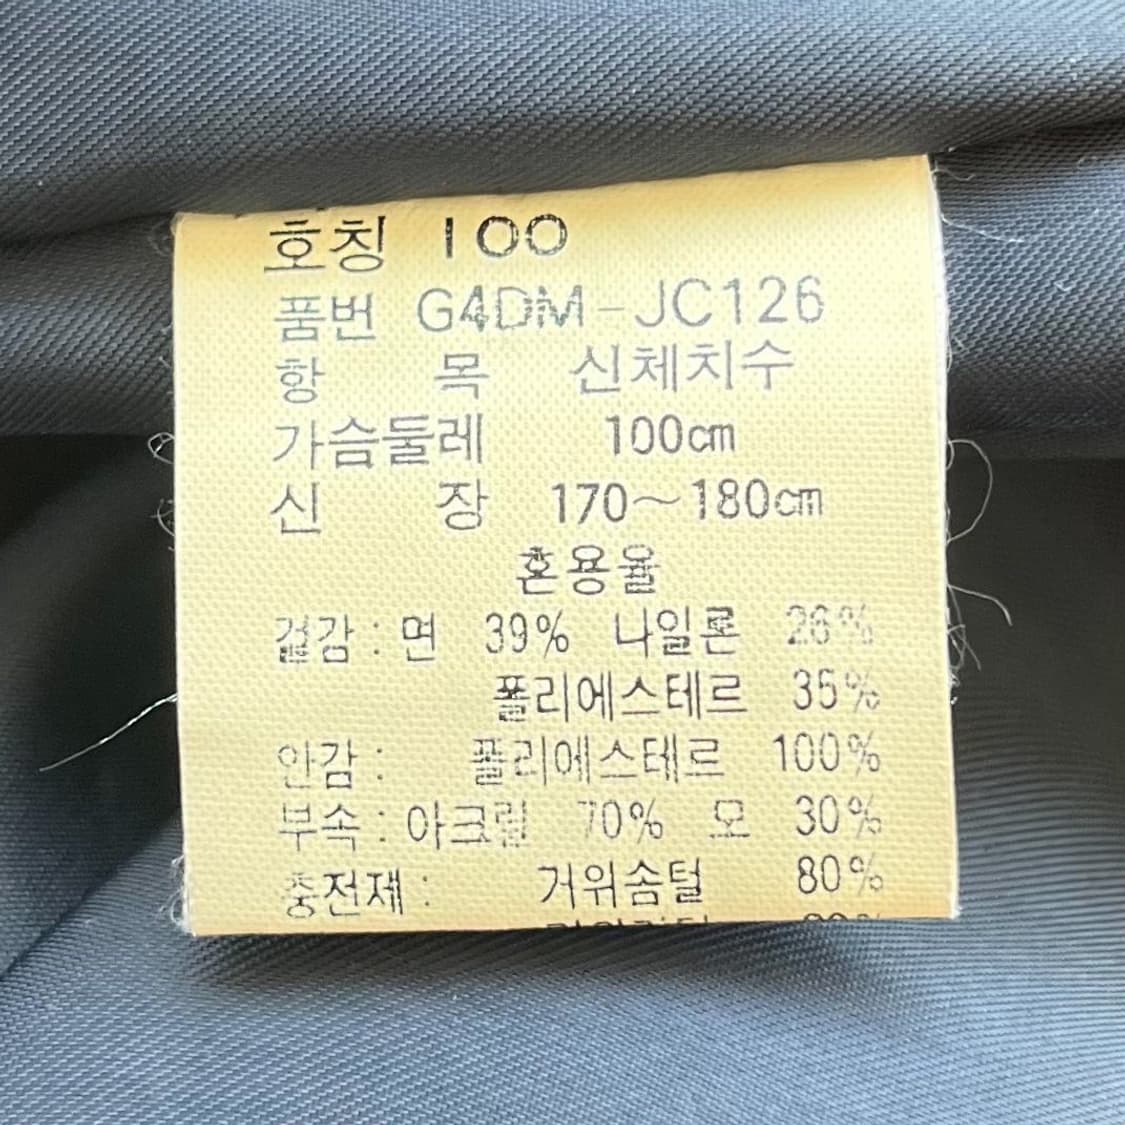 호칭 100
품번 G4DM-JC126
항 목 신체치수
가슴둘레 100cm
신 장 170~180cm
혼용율
겉감 : 면 39% 나일론 26%
폴리에스테르 35%
안감 : 폴리에스테르 100%
부속 : 아크릴 70% 모 30%
충전재 : 거위솜털 80%